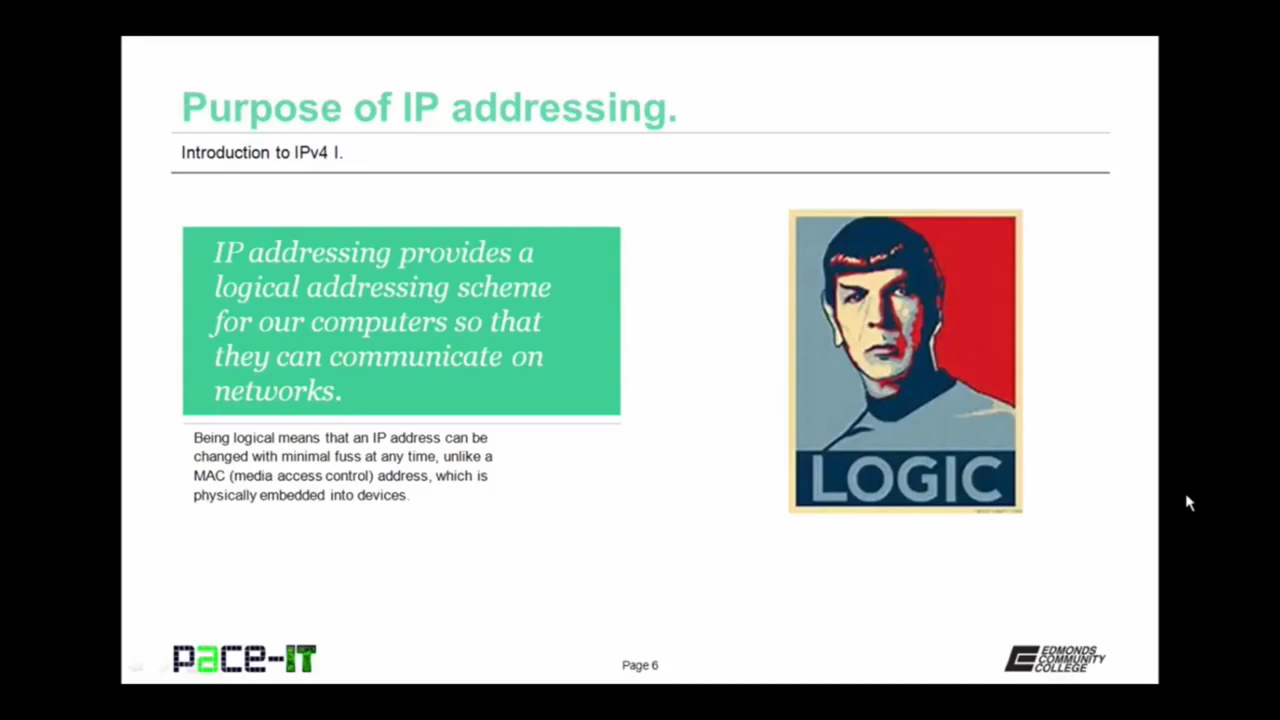 Purpose of IP addressing.
Introduction to IPv4 I.
IP addressing provides a
logical addressing scheme
for our computers so that
they can communicate on
networks.
Being logical means that an IP address can be
changed with minimal fuss at any time, unlike a
MAC (media access control) address, which is
physically embedded into devices.
LOGIC
pace-IT
Page 6
EDMONDS
COMMUNITY
COLLEGE